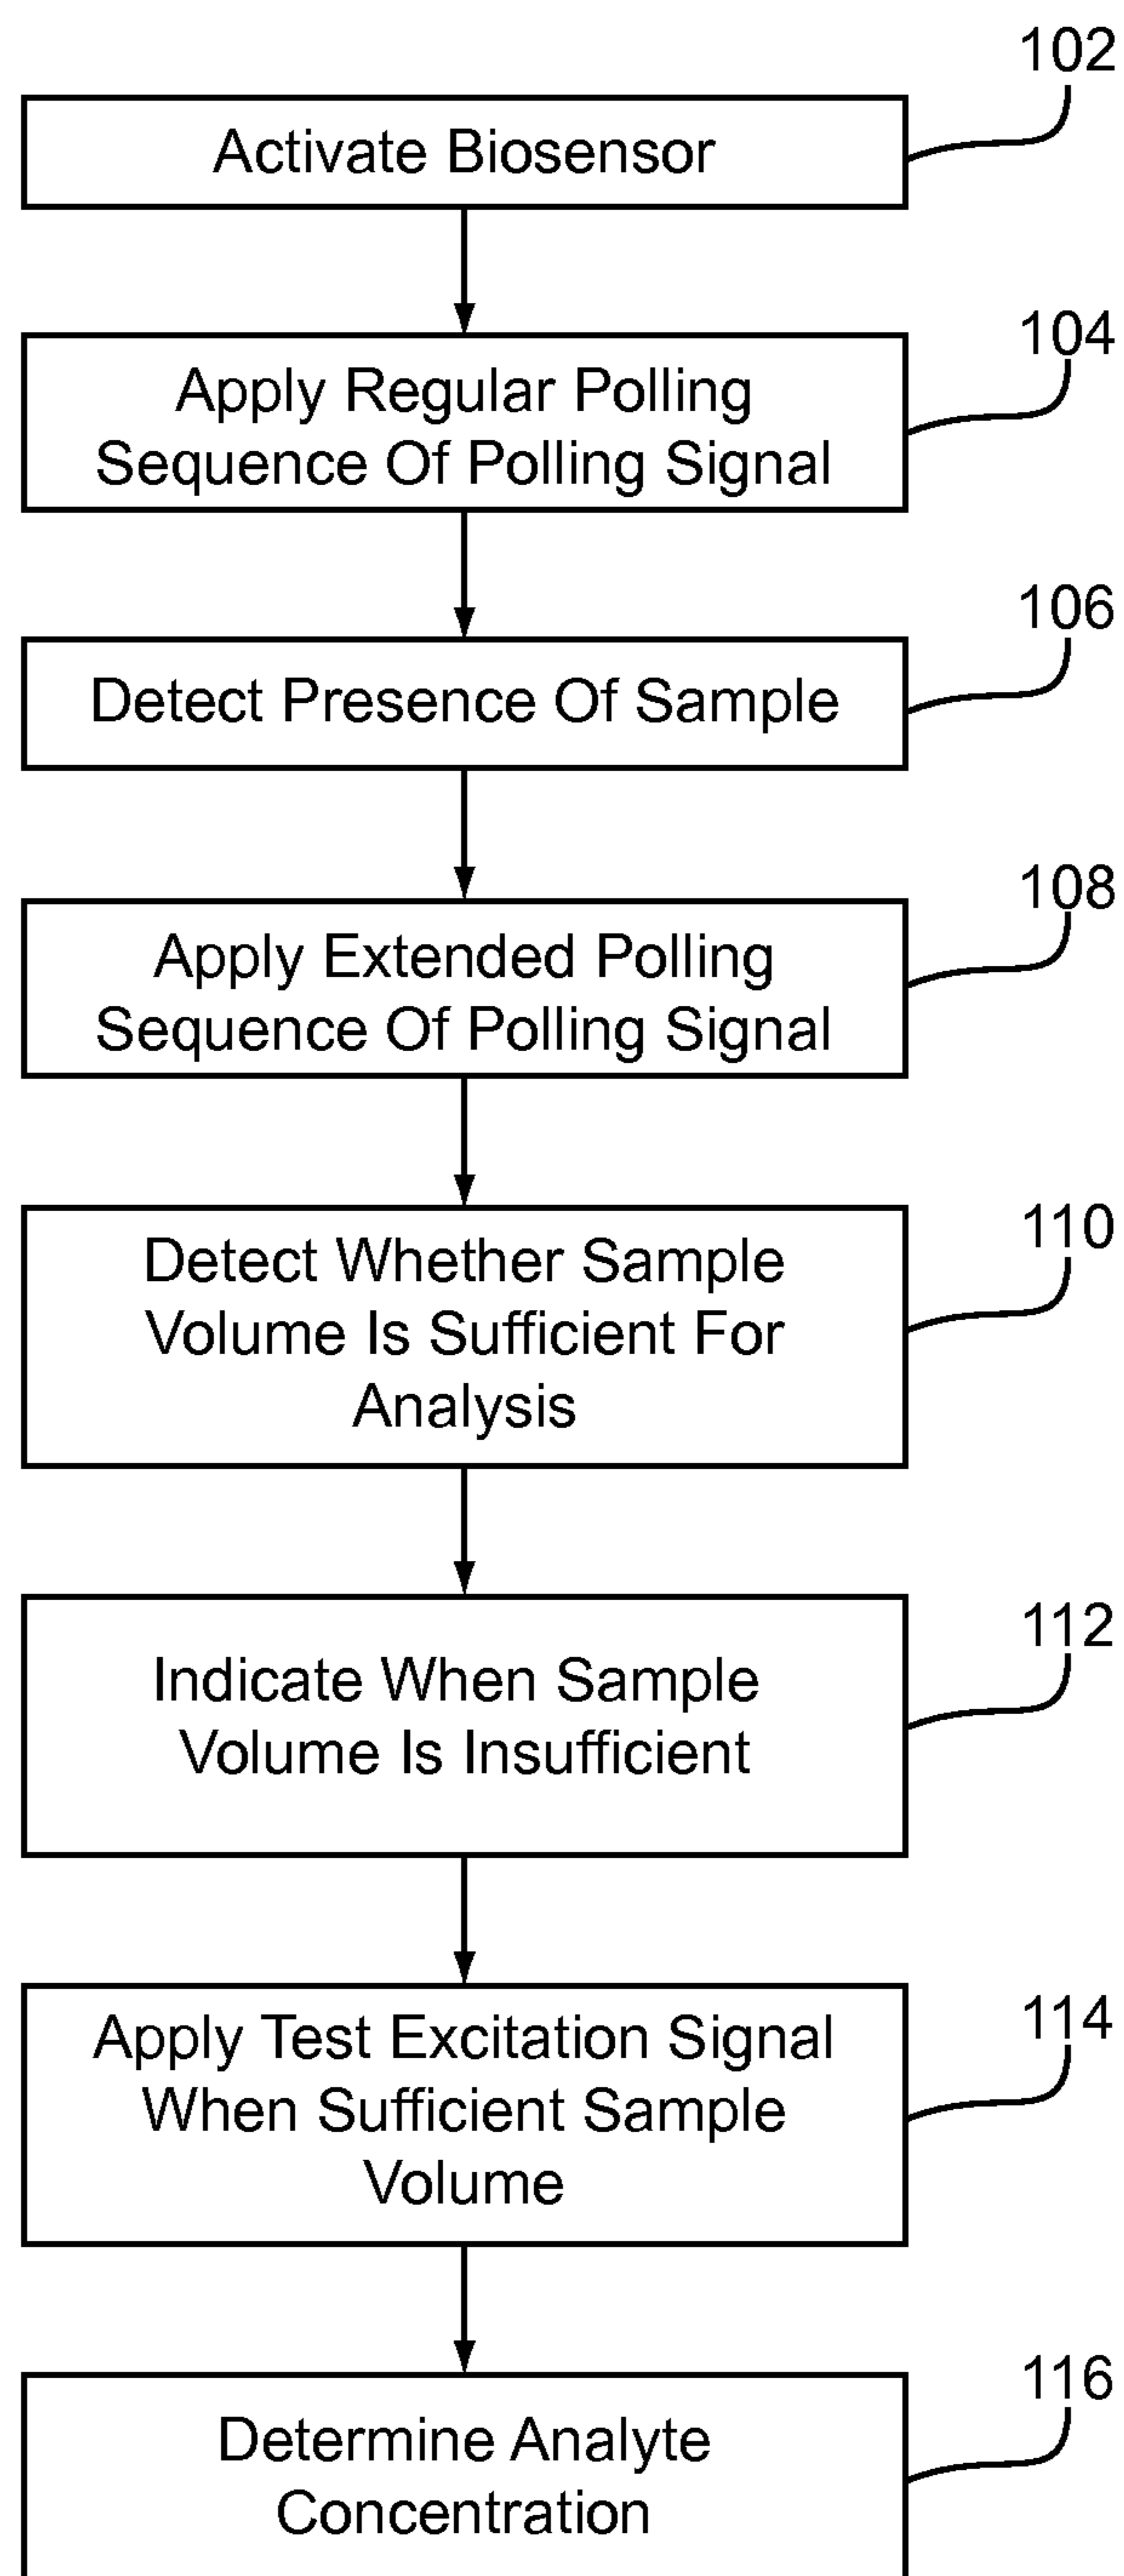 102
Activate Biosensor
104
Apply Regular Polling
Sequence Of Polling Signal
106
Detect Presence Of Sample
108
Apply Extended Polling
Sequence Of Polling Signal
110
Detect Whether Sample
Volume Is Sufficient For
Analysis
112
Indicate When Sample
Volume Is Insufficient
114
Apply Test Excitation Signal
When Sufficient Sample
Volume
116
Determine Analyte
Concentration